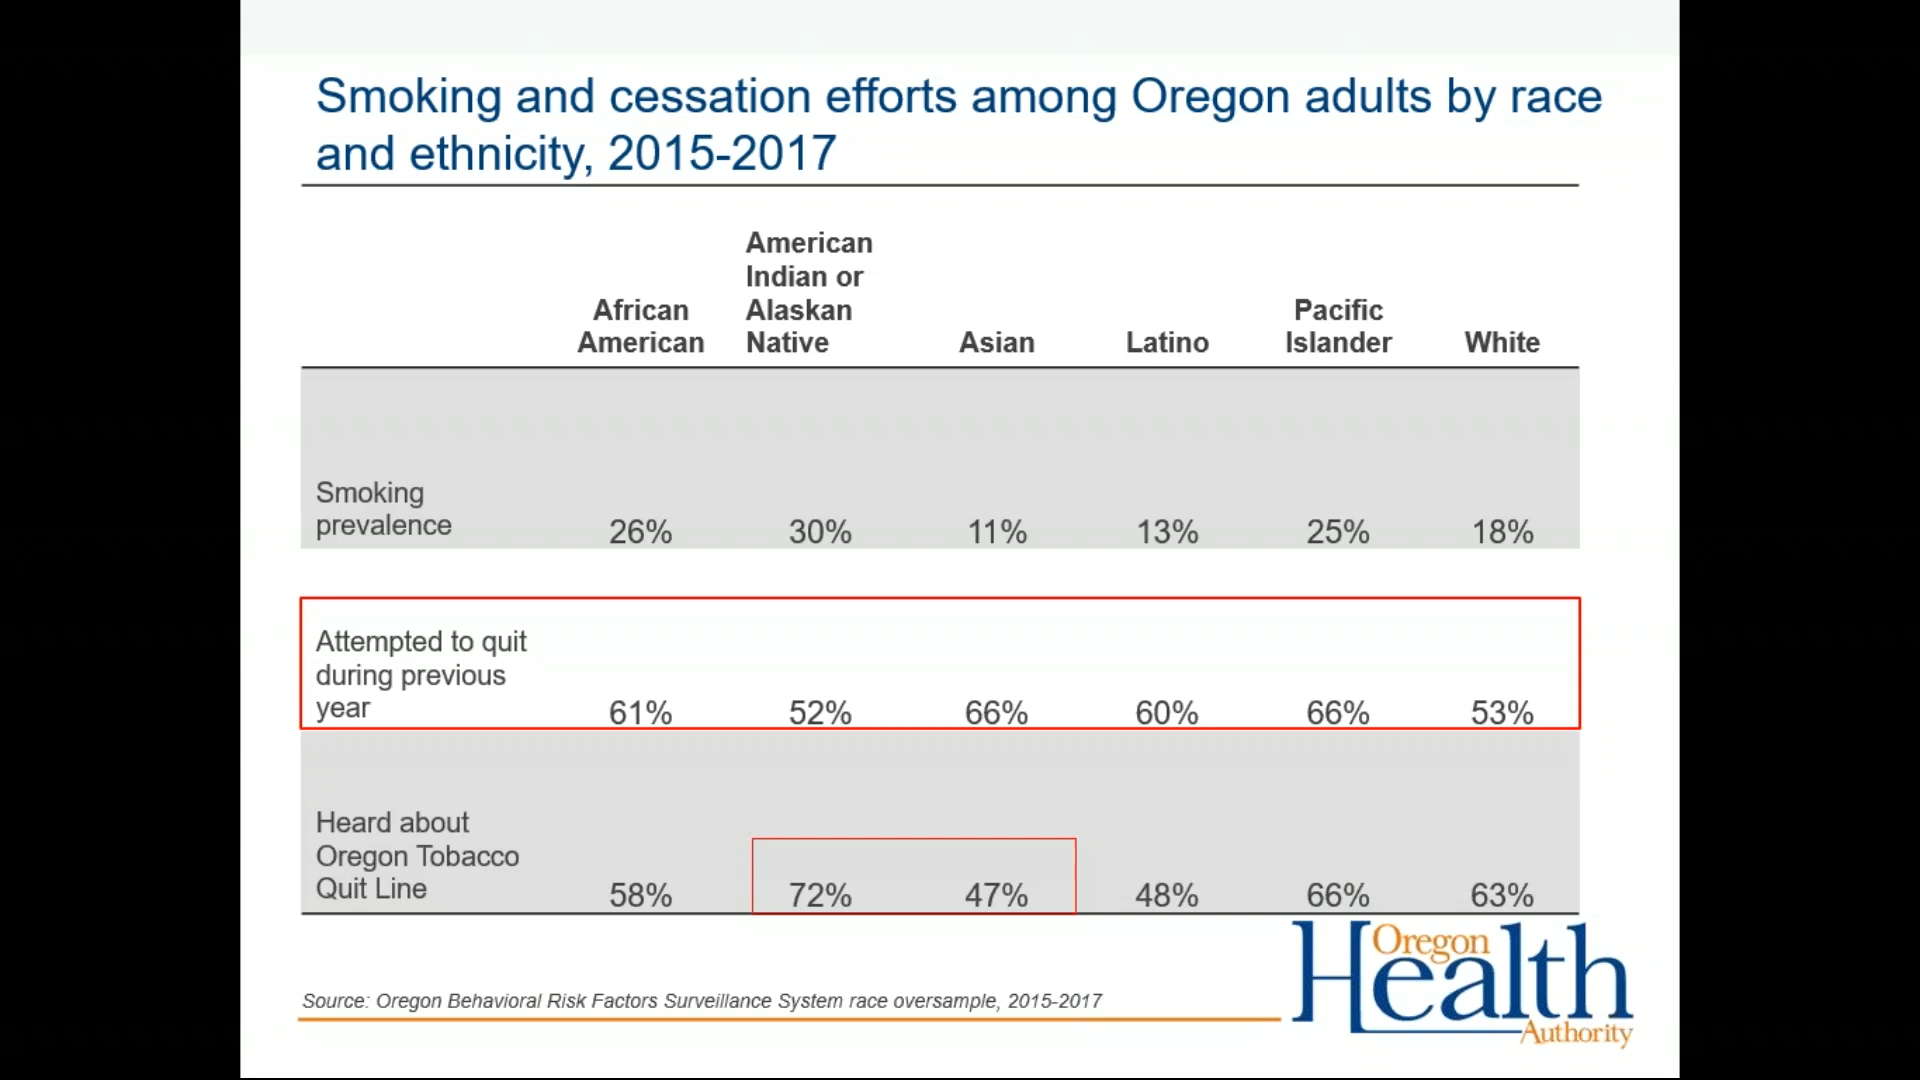 Smoking and cessation efforts among Oregon adults by race
and ethnicity, 2015-2017
African
American
American
Indian or
Alaskan
Native
Asian
Latino
Pacific
Islander
White
Smoking
prevalence
26% 30% 11% 13% 25% 18%
Attempted to quit
during previous
year
61% 52% 66% 60% 66% 53%
Heard about
Oregon Tobacco
Quit Line
58% 72% 47% 48% 66% 63%
Source: Oregon Behavioral Risk Factors Surveillance System race oversample, 2015-2017
Oregon
Health
Authority